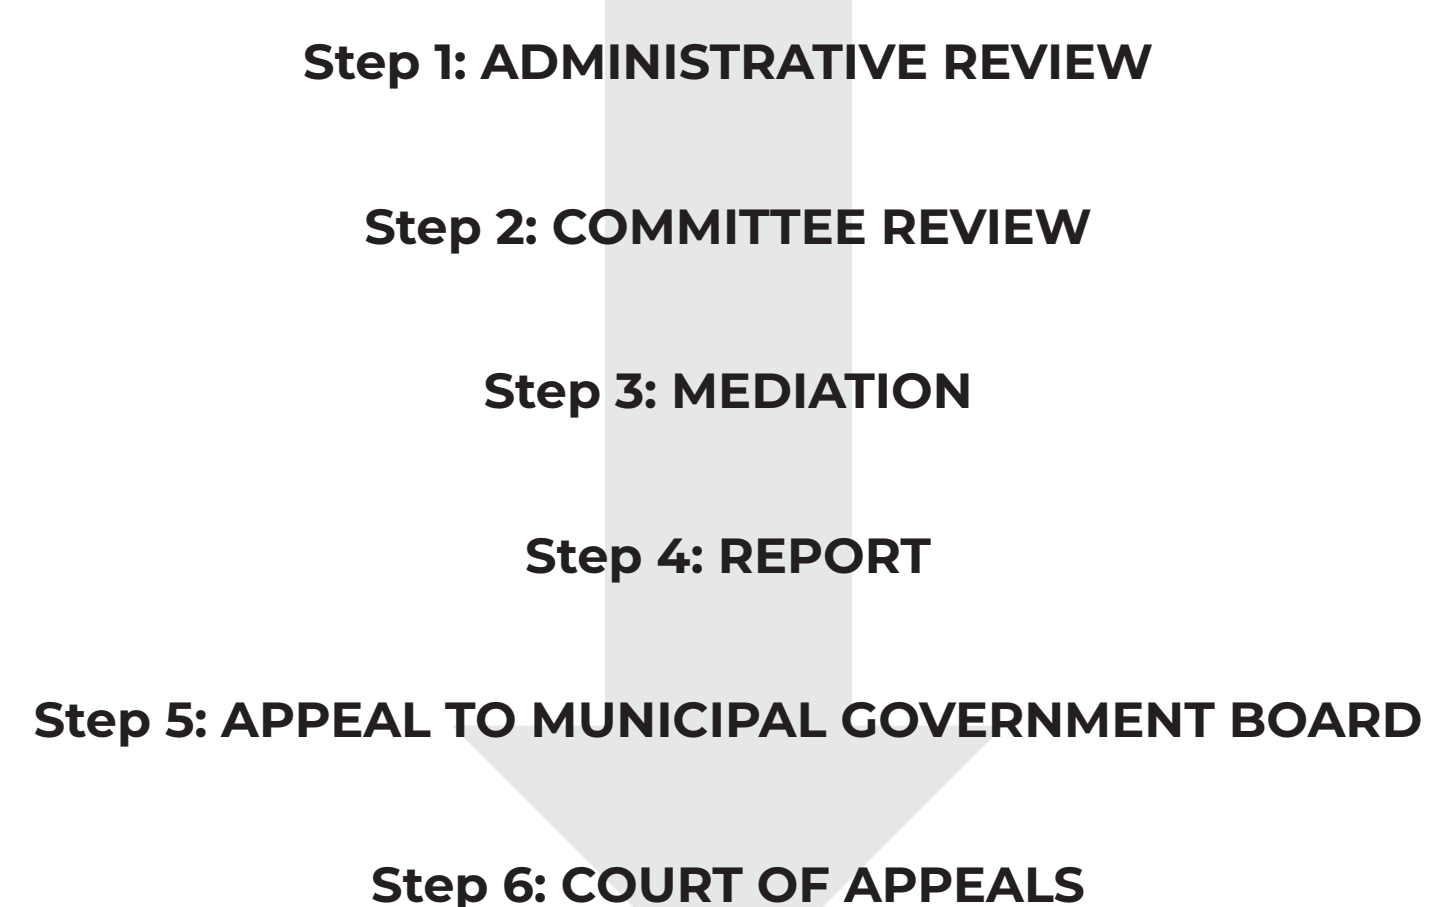 Step 1: ADMINISTRATIVE REVIEW
Step 2: COMMITTEE REVIEW
Step 3: MEDIATION
Step 4: REPORT
Step 5: APPEAL TO MUNICIPAL GOVERNMENT BOARD
Step 6: COURT OF APPEALS